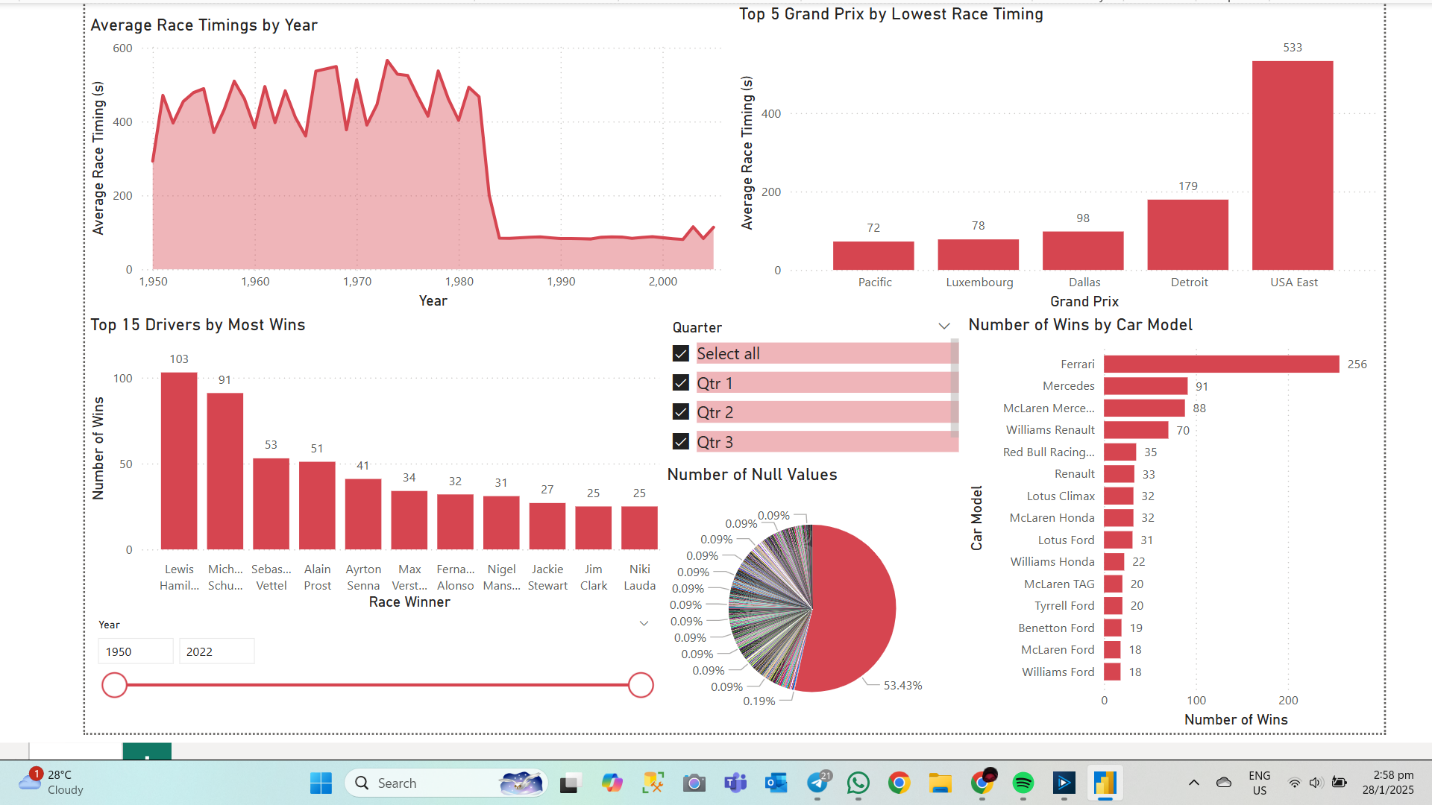 Average Race Timings by Year
Average Race Timing (s)
600
400
200
0
1,950
1,960
1,970
1,980
1,990
2,000
Year
Top 5 Grand Prix by Lowest Race Timing
Average Race Timing (s)
400
200
0
72
78
98
179
533
Pacific
Luxembourg
Dallas
Detroit
USA East
Grand Prix
Top 15 Drivers by Most Wins
Number of Wins
100
50
0
103
91
53
51
41
34
32
31
27
25
25
Lewis Hamil...
Mich... Schu...
Sebas... Vettel
Alain Prost
Ayrton Senna
Max Verst...
Ferna... Alonso
Nigel Mans...
Jackie Stewart
Jim Clark
Niki Lauda
Race Winner
Year
1950
2022
Quarter
Select all
Qtr 1
Qtr 2
Qtr 3
Number of Null Values
0.09%
0.09%
0.09%
0.09%
0.09%
0.09%
0.09%
0.09%
0.09%
0.09%
0.09%
0.09%
0.19%
53.43%
Number of Wins by Car Model
Car Model
Ferrari 256
Mercedes 91
McLaren Merce... 88
Williams Renault 70
Red Bull Racing... 35
Renault 33
Lotus Climax 32
McLaren Honda 32
Lotus Ford 31
Williams Honda 22
McLaren TAG 20
Tyrrell Ford 20
Benetton Ford 19
McLaren Ford 18
Williams Ford 18
0
100
200
Number of Wins
1
28°C
Cloudy
Search
21
ENG
US
2:58 pm
28/1/2025